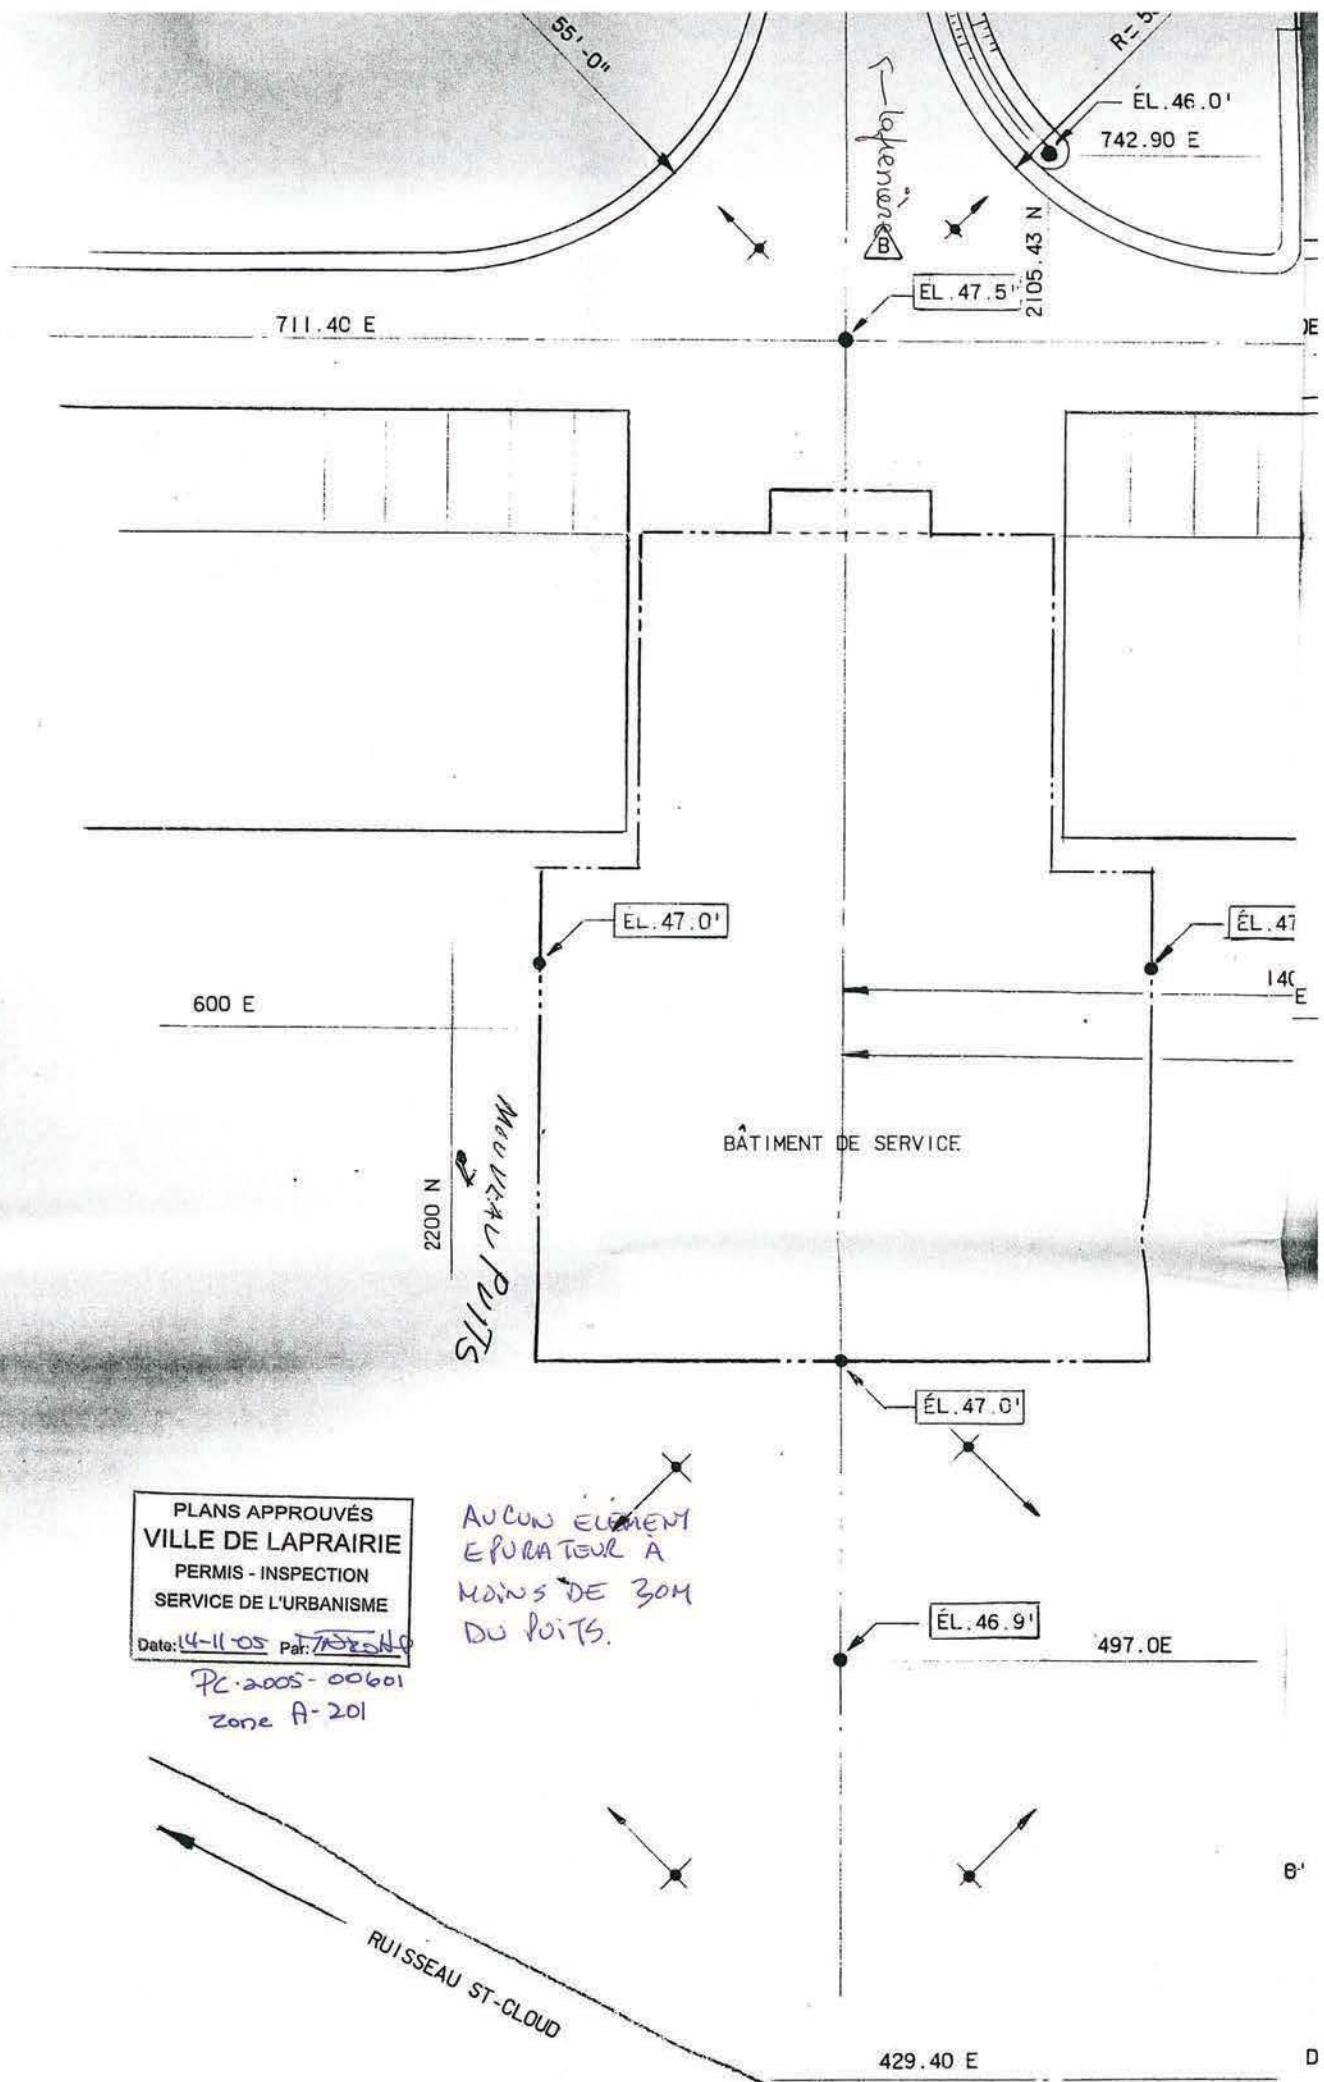 55'-0"
R= 5
ÉL.46.0'
742.90 E
B
2105.43 N
EL.47.5'
711.40 E
EL.47.0'
ÉL.47
600 E
140
E
BÂTIMENT DE SERVICE
2200 N
NOUVEAU PUITS
ÉL.47.0'
PLANS APPROUVÉS
VILLE DE LAPRAIRIE
PERMIS - INSPECTION
SERVICE DE L'URBANISME
Date: 14-11-05 Par:
PC-2005-00601
Zone A-201
AUCUN ELÉMENT
EPURATEUR À
MOINS DE 30M
DU PUITS.
ÉL.46.9'
497.0E
RUISSEAU ST-CLOUD
429.40 E
D